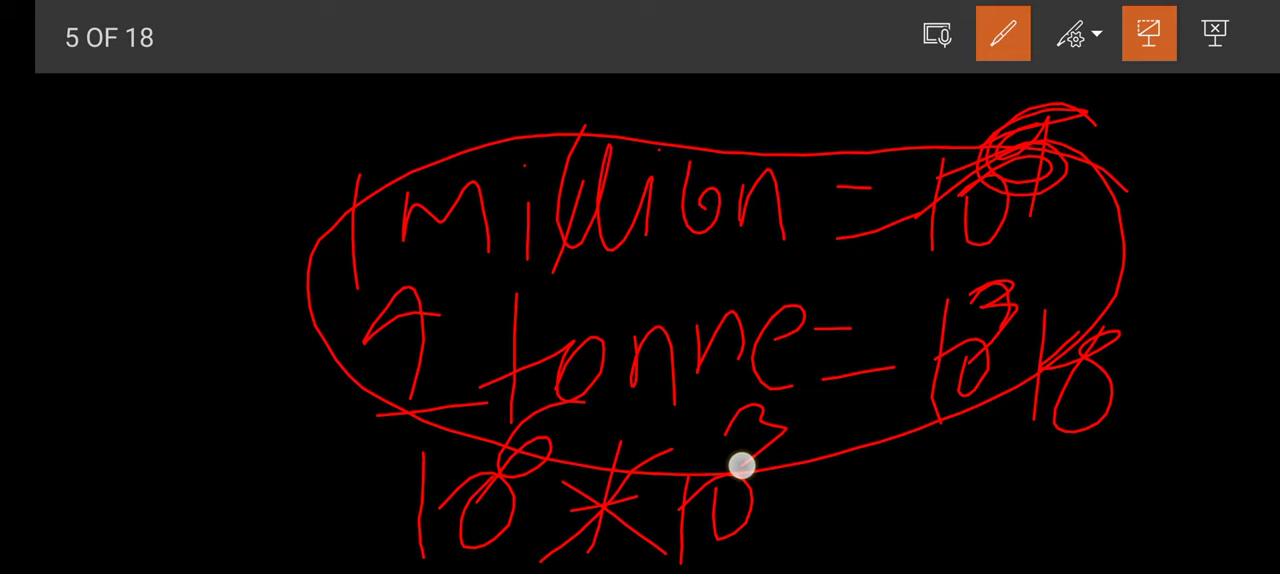 5 OF 18
1 million = 10⁶
1 tonne = 10³ kg
10⁶ * 10³